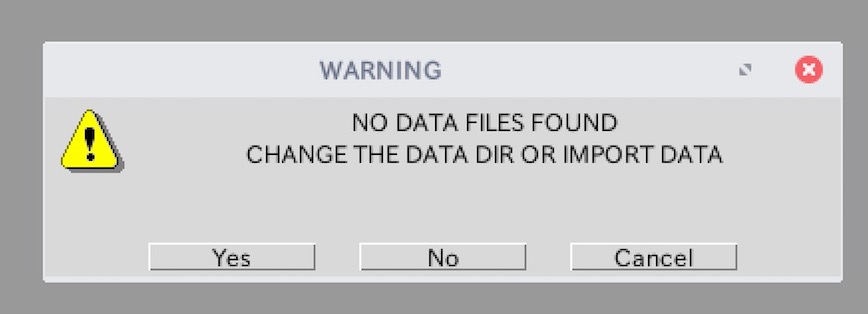 WARNING
NO DATA FILES FOUND
CHANGE THE DATA DIR OR IMPORT DATA
Yes No Cancel